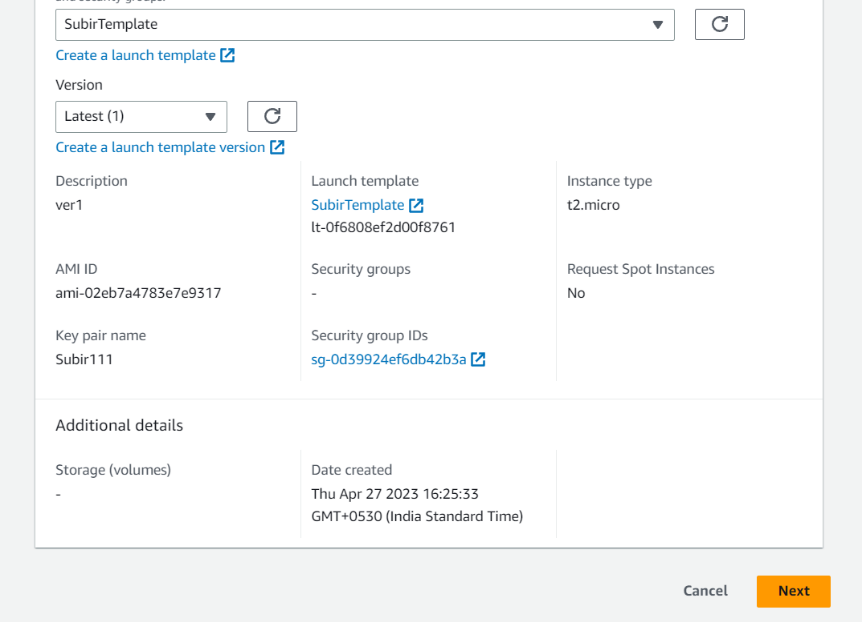 SubirTemplate
Create a launch template
Version
Latest (1)
Create a launch template version
Description
ver1
Launch template
SubirTemplate
lt-0f6808ef2d00f8761
Instance type
t2.micro
AMI ID
ami-02eb7a4783e7e9317
Security groups
-
Request Spot Instances
No
Key pair name
Subir111
Security group IDs
sg-0d39924ef6db42b3a
Additional details
Storage (volumes)
-
Date created
Thu Apr 27 2023 16:25:33
GMT+0530 (India Standard Time)
Cancel
Next